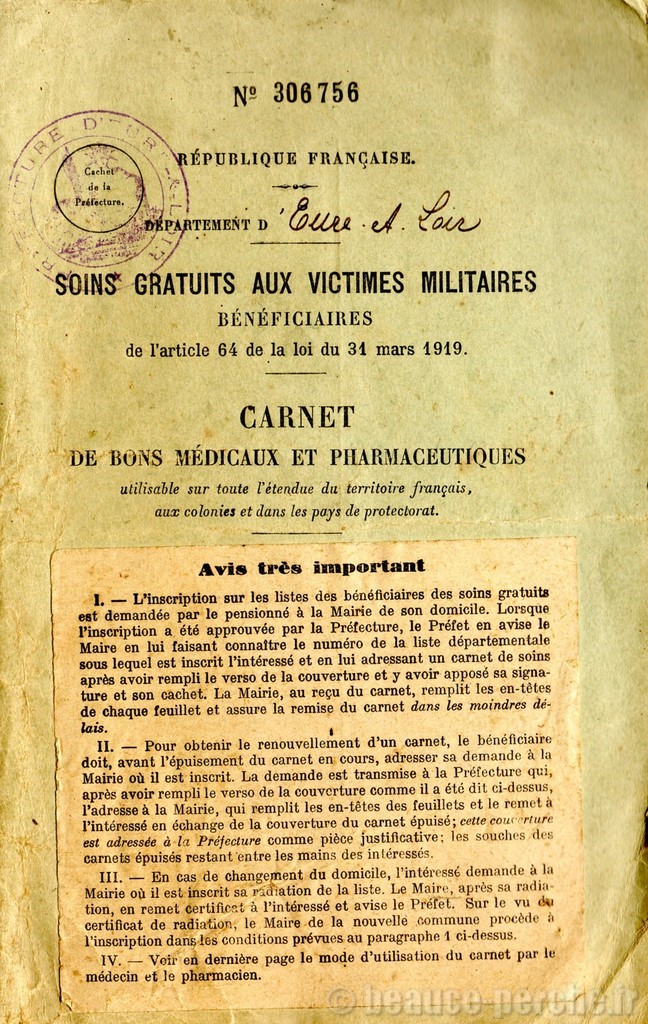 Nº 306756
PRÉFECTURE D'EURE-&-LOIR
Cachet
de la
Préfecture.
RÉPUBLIQUE FRANÇAISE.
DÉPARTEMENT D'Eure-A-Loir
SOINS GRATUITS AUX VICTIMES MILITAIRES
BÉNÉFICIAIRES
de l'article 64 de la loi du 31 mars 1919.
CARNET
DE BONS MÉDICAUX ET PHARMACEUTIQUES
utilisable sur toute l'étendue du territoire français,
aux colonies et dans les pays de protectorat.
Avis très important
I. — L'inscription sur les listes des bénéficiaires des soins gratuits
est demandée par le pensionné à la Mairie de son domicile. Lorsque
l'inscription a été approuvée par la Préfecture, le Préfet en avise le
Maire en lui faisant connaître le numéro de la liste départementale
sous lequel est inscrit l'intéressé et en lui adressant un carnet de soins
après avoir rempli le verso de la couverture et y avoir apposé sa signa-
ture et son cachet. La Mairie, au reçu du carnet, remplit les en-têtes
de chaque feuillet et assure la remise du carnet dans les moindres dé-
lais.
II. — Pour obtenir le renouvellement d'un carnet, le bénéficiaire
doit, avant l'épuisement du carnet en cours, adresser sa demande à la
Mairie où il est inscrit. La demande est transmise à la Préfecture qui,
après avoir rempli le verso de la couverture comme il a été dit ci-dessus,
l'adresse à la Mairie, qui remplit les en-têtes des feuillets et le remet à
l'intéressé en échange de la couverture du carnet épuisé; cette couverture
est adressée à la Préfecture comme pièce justificative; les souches des
carnets épuisés restant entre les mains des intéressés.
III. — En cas de changement du domicile, l'intéressé demande à la
Mairie où il est inscrit sa radiation de la liste. Le Maire, après sa radia-
tion, en remet certificat à l'intéressé et avise le Préfet. Sur le vu du
certificat de radiation, le Maire de la nouvelle commune procède à
l'inscription dans les conditions prévues au paragraphe 1 ci-dessus.
IV. — Voir en dernière page le mode d'utilisation du carnet par le
médecin et le pharmacien.
© beauce-perche.fr